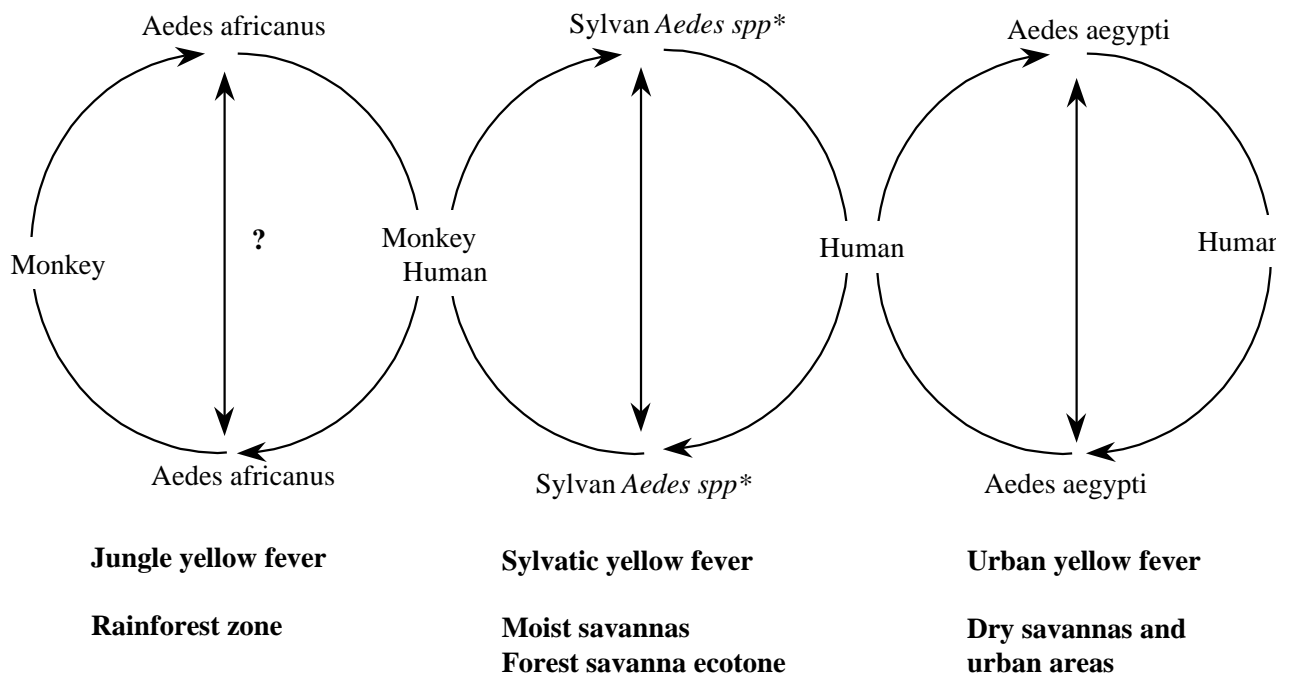 Aedes africanus
Sylvan Aedes spp*
Aedes aegypti
?
Monkey
Monkey
Human
Human
Human
Aedes africanus
Sylvan Aedes spp*
Aedes aegypti
Jungle yellow fever
Sylvatic yellow fever
Urban yellow fever
Rainforest zone
Moist savannas
Forest savanna ecotone
Dry savannas and
urban areas